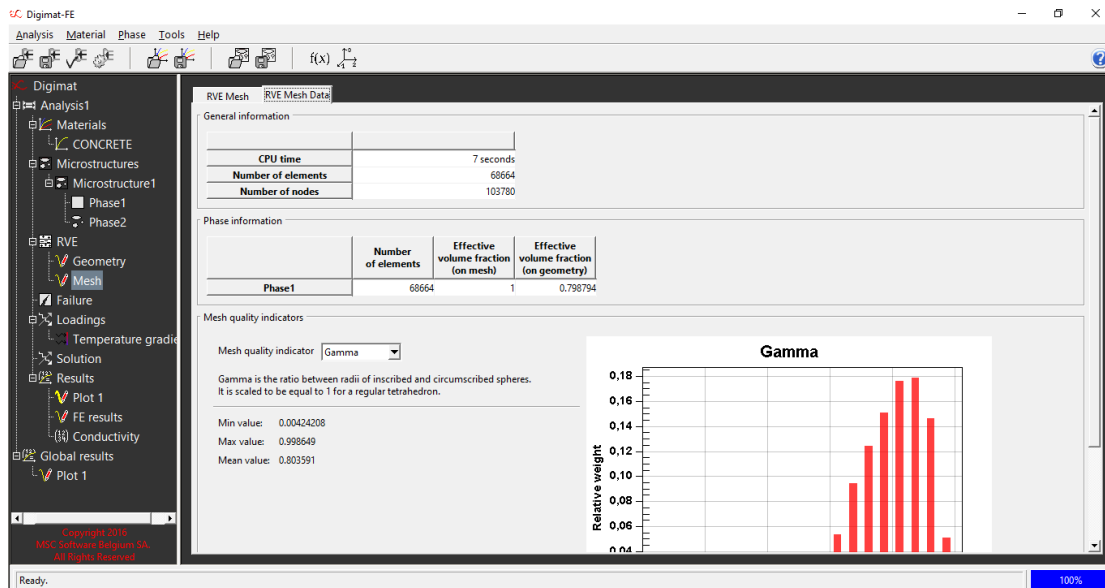 Digimat-FE
Analysis Material Phase Tools Help
f(x)
Digimat
Analysis1
Materials
CONCRETE
Microstructures
Microstructure1
Phase1
Phase2
RVE
Geometry
Mesh
Failure
Loadings
Temperature gradie
Solution
Results
Plot 1
FE results
Conductivity
Global results
Plot 1
Copyright 2016
MSC Software Belgium SA.
All Rights Reserved
RVE Mesh RVE Mesh Data
General information
CPU time 7 seconds
Number of elements 68664
Number of nodes 103780
Phase information
Number of elements Effective volume fraction (on mesh) Effective volume fraction (on geometry)
Phase1 68664 1 0.798794
Mesh quality indicators
Mesh quality indicator Gamma
Gamma is the ratio between radii of inscribed and circumscribed spheres.
It is scaled to be equal to 1 for a regular tetrahedron.
Min value: 0.00424208
Max value: 0.998649
Mean value: 0.803591
Gamma
Relative weight
0,18
0,16
0,14
0,12
0,10
0,08
0,06
0,04
Ready. 100%